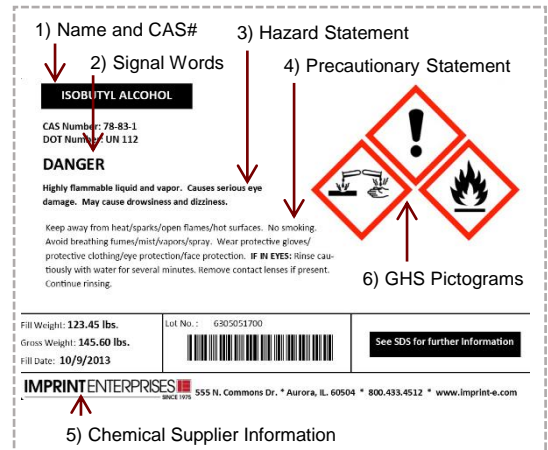 1) Name and CAS#
3) Hazard Statement
2) Signal Words
4) Precautionary Statement
ISOBUTYL ALCOHOL
CAS Number: 78-83-1
DOT Number: UN 112
DANGER
Highly flammable liquid and vapor. Causes serious eye
damage. May cause drowsiness and dizziness.
Keep away from heat/sparks/open flames/hot surfaces. No smoking.
Avoid breathing fumes/mist/vapors/spray. Wear protective gloves/
protective clothing/eye protection/face protection. IF IN EYES: Rinse cau-
tiously with water for several minutes. Remove contact lenses if present.
Continue rinsing.
6) GHS Pictograms
Fill Weight: 123.45 lbs.
Gross Weight: 145.60 lbs.
Fill Date: 10/9/2013
Lot No.: 6305051700
See SDS for further Information
IMPRINT ENTERPRISES
SINCE 1975
555 N. Commons Dr. * Aurora, IL. 60504 * 800.433.4512 * www.imprint-e.com
5) Chemical Supplier Information